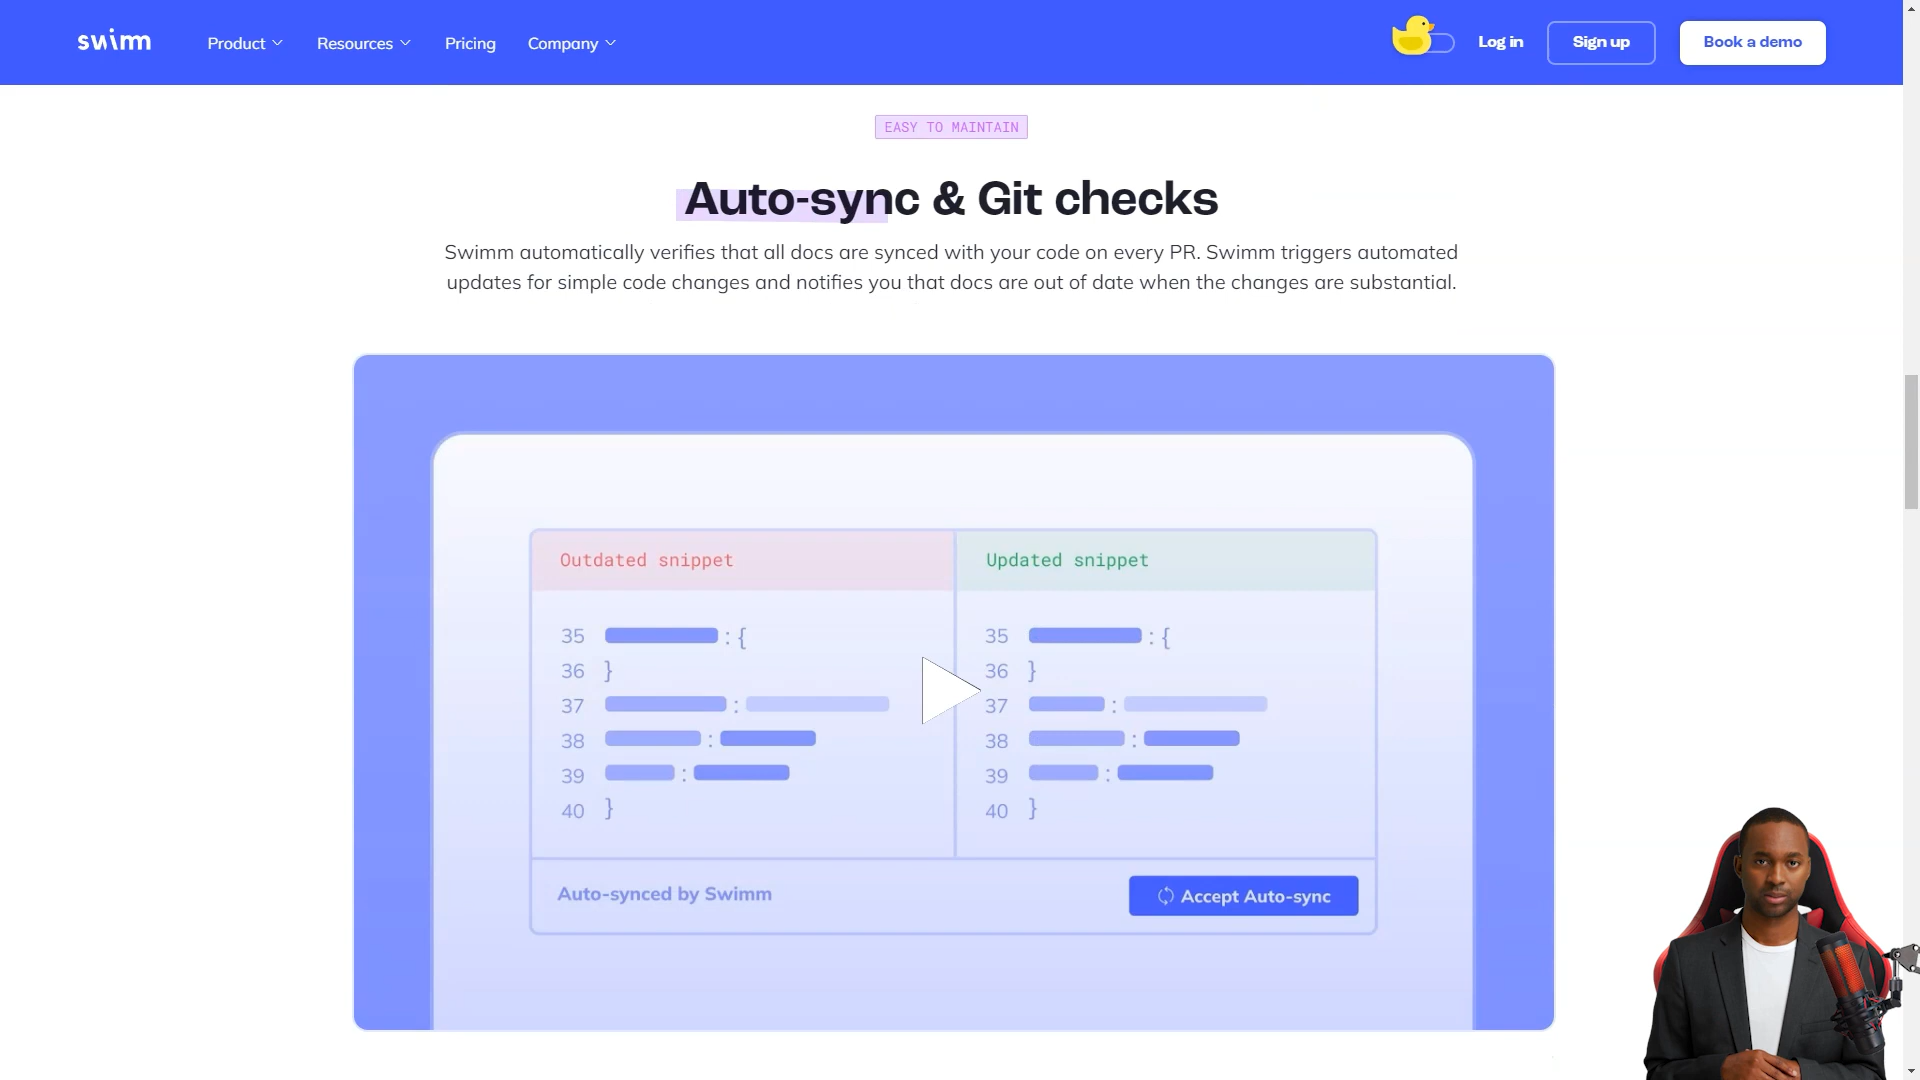 swimm
Product
Resources
Pricing
Company
Log in
Sign up
Book a demo
EASY TO MAINTAIN
Auto-sync & Git checks
Swimm automatically verifies that all docs are synced with your code on every PR. Swimm triggers automated
updates for simple code changes and notifies you that docs are out of date when the changes are substantial.
Outdated snippet
35 : {
36 }
37 :
38 :
39 :
40 }
Updated snippet
35 : {
36 }
37 :
38 :
39 :
40 }
Auto-synced by Swimm
Accept Auto-sync